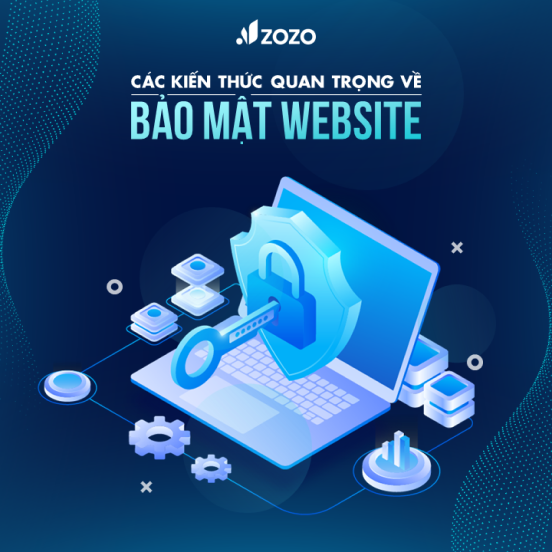 ZOZO
CÁC KIẾN THỨC QUAN TRỌNG VỀ
BẢO MẬT WEBSITE